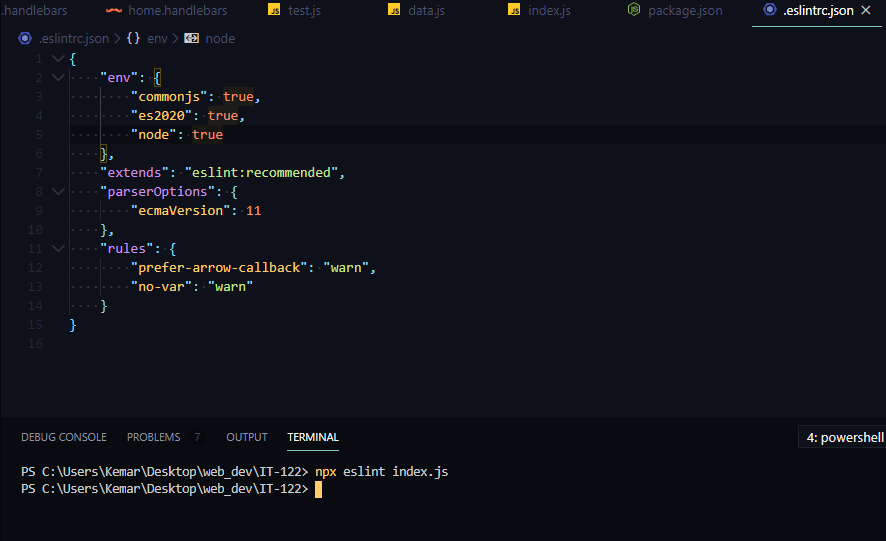 .handlebars home.handlebars JS test.js JS data.js JS index.js package.json .eslintrc.json
.eslintrc.json > {} env > node
1 {
2 "env": {
3 "commonjs": true,
4 "es2020": true,
5 "node": true
6 },
7 "extends": "eslint:recommended",
8 "parserOptions": {
9 "ecmaVersion": 11
10 },
11 "rules": {
12 "prefer-arrow-callback": "warn",
13 "no-var": "warn"
14 }
15 }
16
DEBUG CONSOLE PROBLEMS 7 OUTPUT TERMINAL 4: powershell
PS C:\Users\Kemar\Desktop\web_dev\IT-122> npx eslint index.js
PS C:\Users\Kemar\Desktop\web_dev\IT-122>